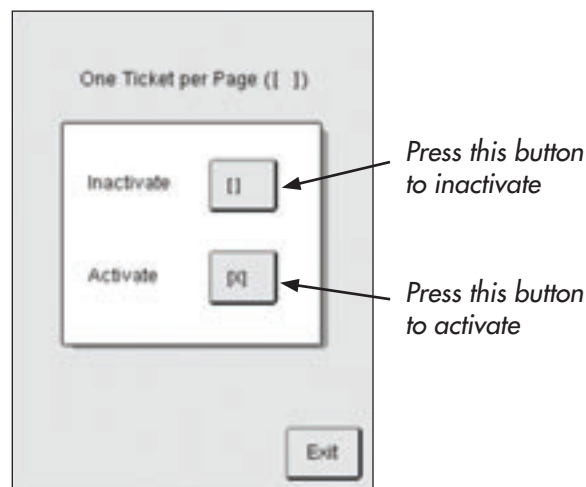 One Ticket per Page ([ ])
Inactivate
[]
Press this button
to inactivate
Activate
[X]
Press this button
to activate
Exit